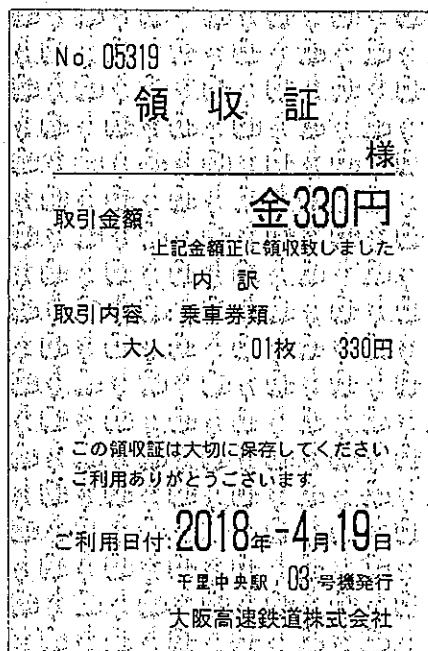 No. 05319
領収証
様
取引金額 金330円
上記金額正に領収致しました
内訳
取引内容 乗車券類
大人 01枚 330円
・この領収証は大切に保存してください
・ご利用ありがとうございます
ご利用日付 2018年-4月19日
千里中央駅 03号機発行
大阪高速鉄道株式会社